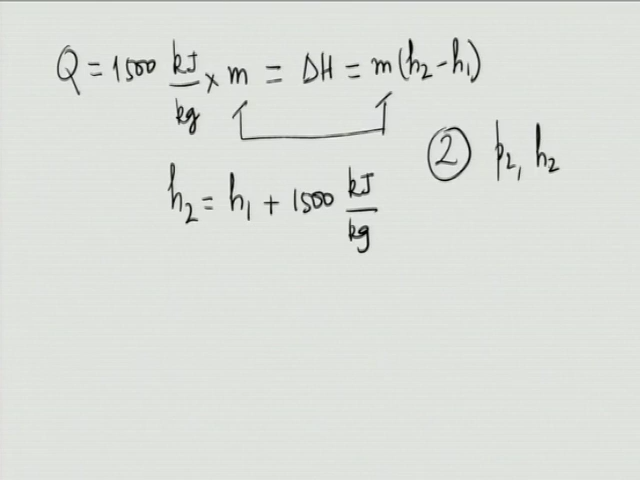 Q = 1500 kJ/kg × m = ΔH = m(h₂ - h₁)
② p₂, h₂
h₂ = h₁ + 1500 kJ/kg